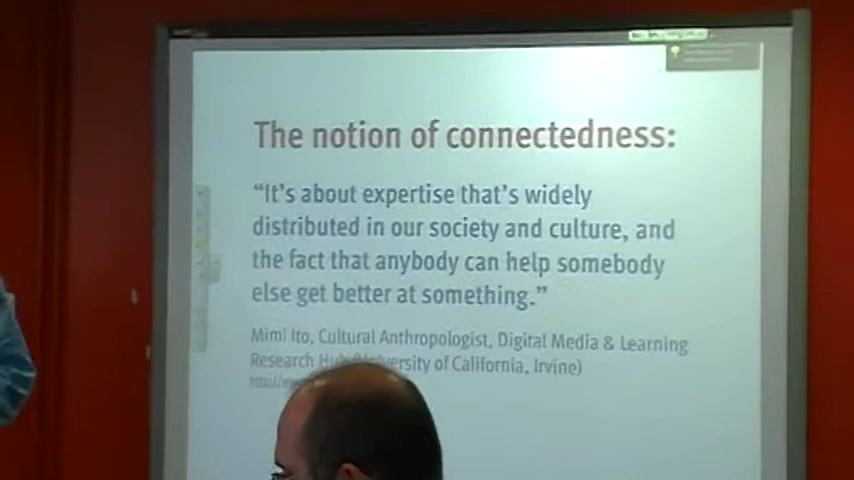 The notion of connectedness:
“It’s about expertise that’s widely
distributed in our society and culture, and
the fact that anybody can help somebody
else get better at something.”
Mimi Ito, Cultural Anthropologist, Digital Media & Learning
Research Hub (University of California, Irvine)